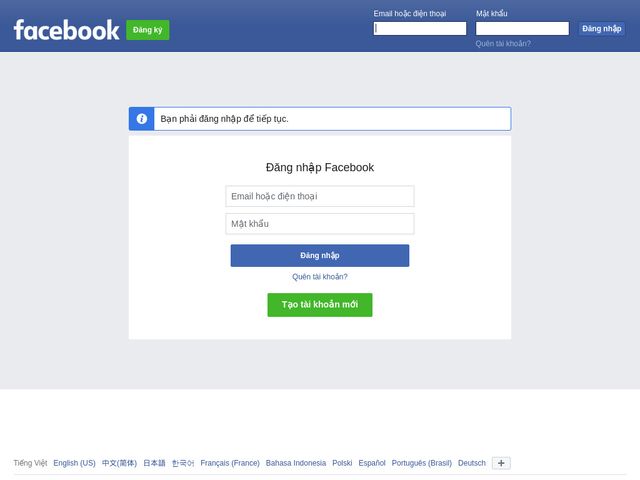 Email hoặc điện thoại
Mật khẩu
facebook
Đăng ký
Đăng nhập
Quên tài khoản?
Bạn phải đăng nhập để tiếp tục.
Đăng nhập Facebook
Email hoặc điện thoại
Mật khẩu
Đăng nhập
Quên tài khoản?
Tạo tài khoản mới
Tiếng Việt English (US) 中文(简体) 日本語 한국어 Français (France) Bahasa Indonesia Polski Español Português (Brasil) Deutsch